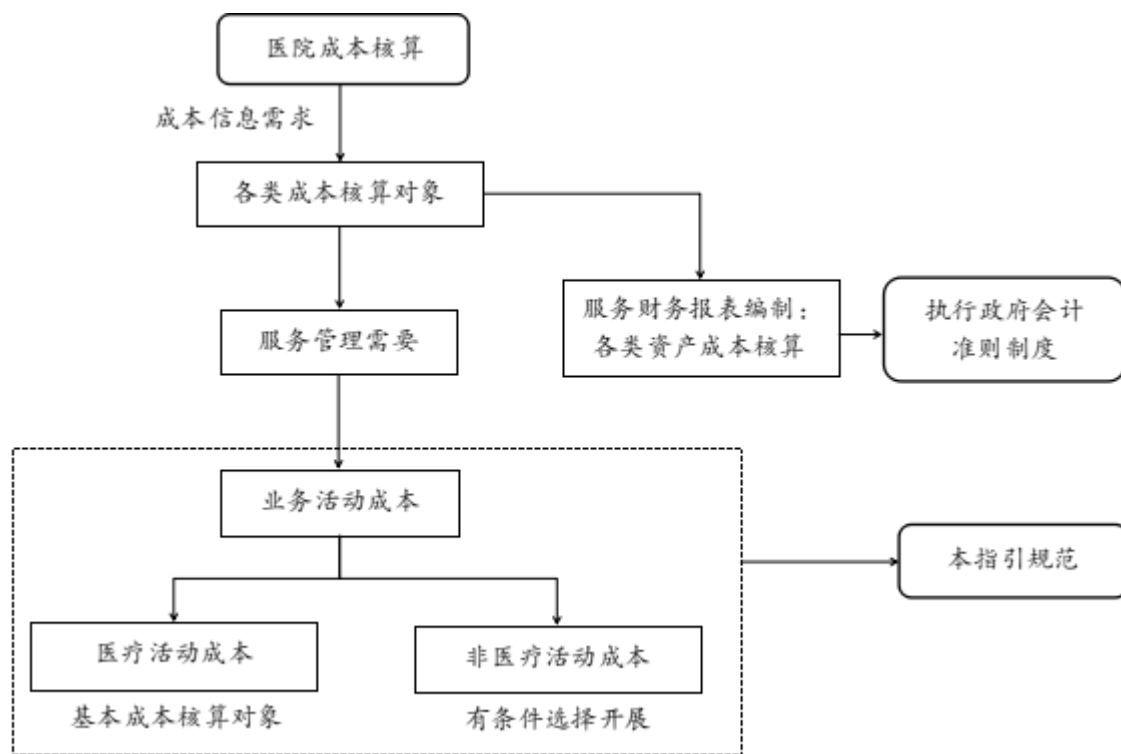 医院成本核算
成本信息需求
各类成本核算对象
服务财务报表编制：
各类资产成本核算
执行政府会计
准则制度
服务管理需要
业务活动成本
本指引规范
医疗活动成本
非医疗活动成本
基本成本核算对象
有条件选择开展